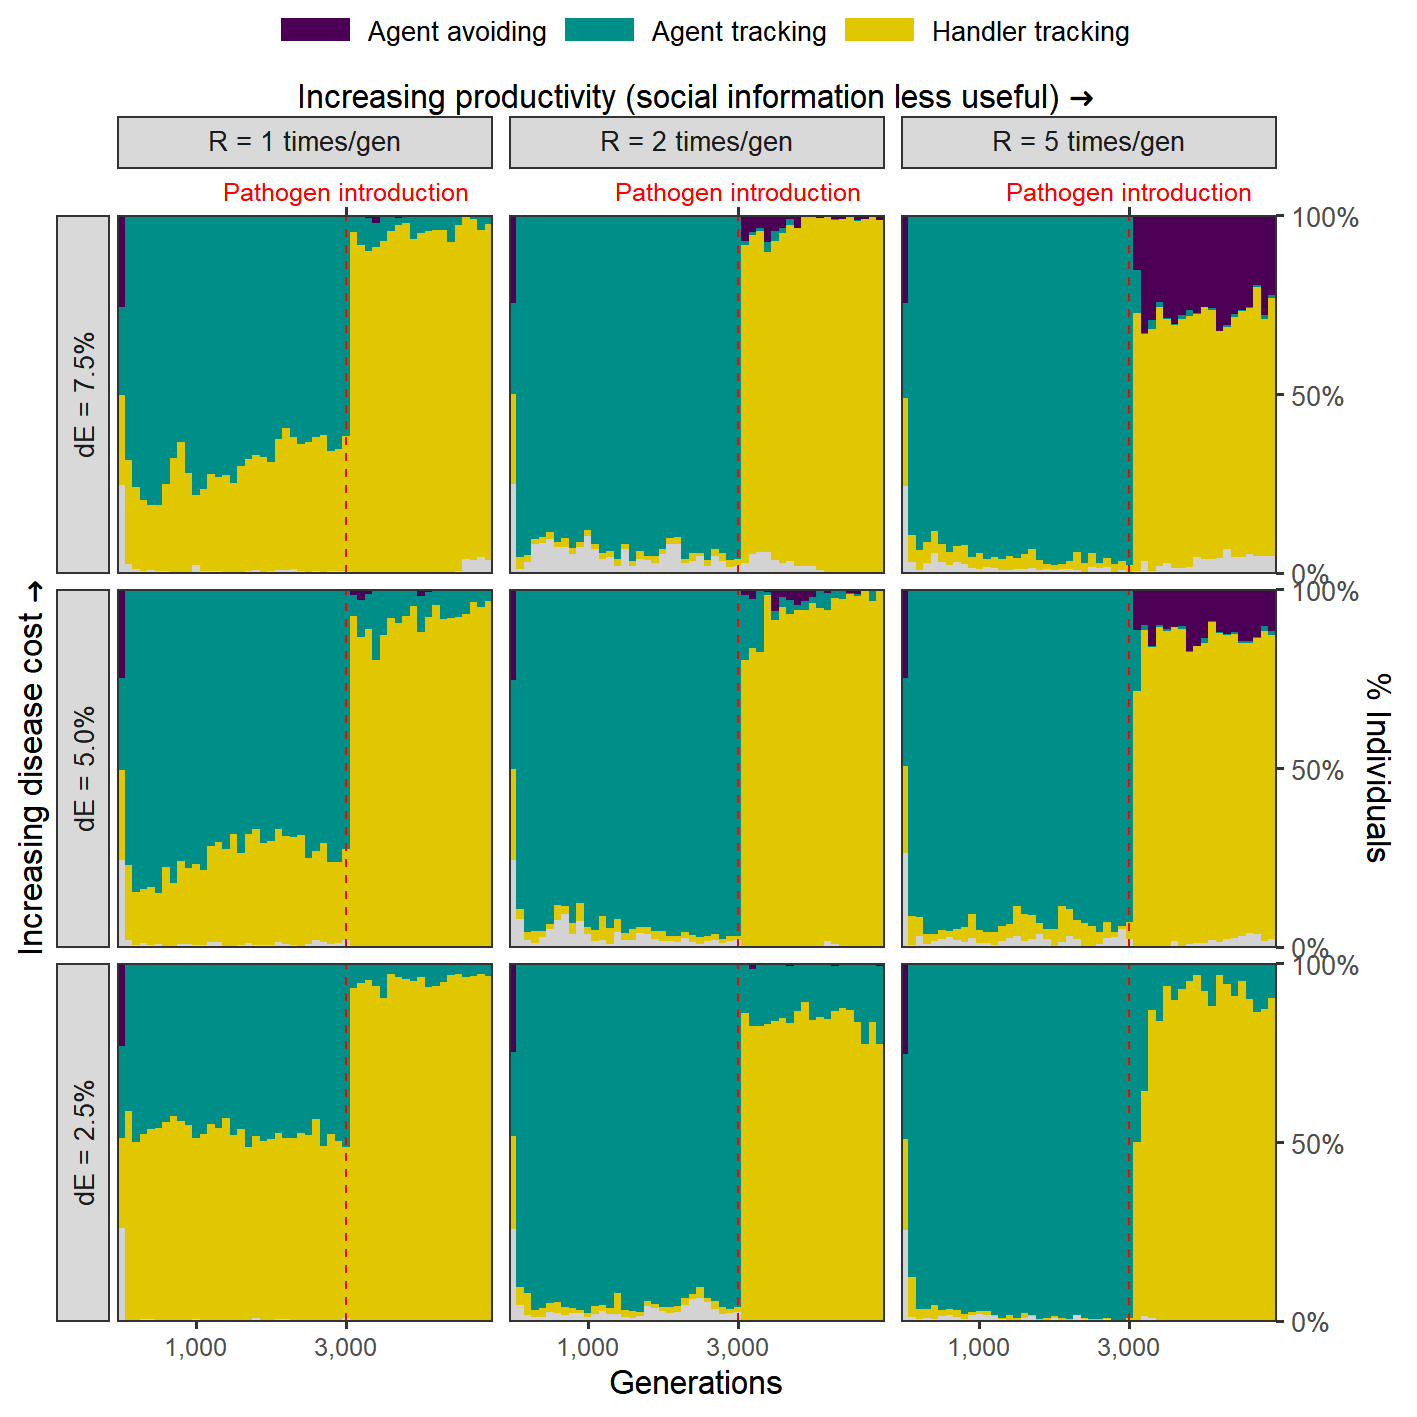 Agent avoiding Agent tracking Handler tracking
Increasing productivity (social information less useful) →
R = 1 times/gen R = 2 times/gen R = 5 times/gen
Pathogen introduction Pathogen introduction Pathogen introduction
Increasing disease cost →
dE = 7.5%
100%
50%
0%
dE = 5.0%
100%
50%
0%
% Individuals
dE = 2.5%
100%
50%
0%
1,000 3,000 1,000 3,000 1,000 3,000
Generations